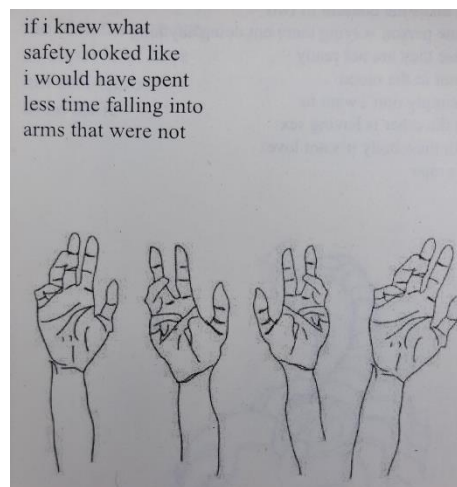 if i knew what
safety looked like
i would have spent
less time falling into
arms that were not